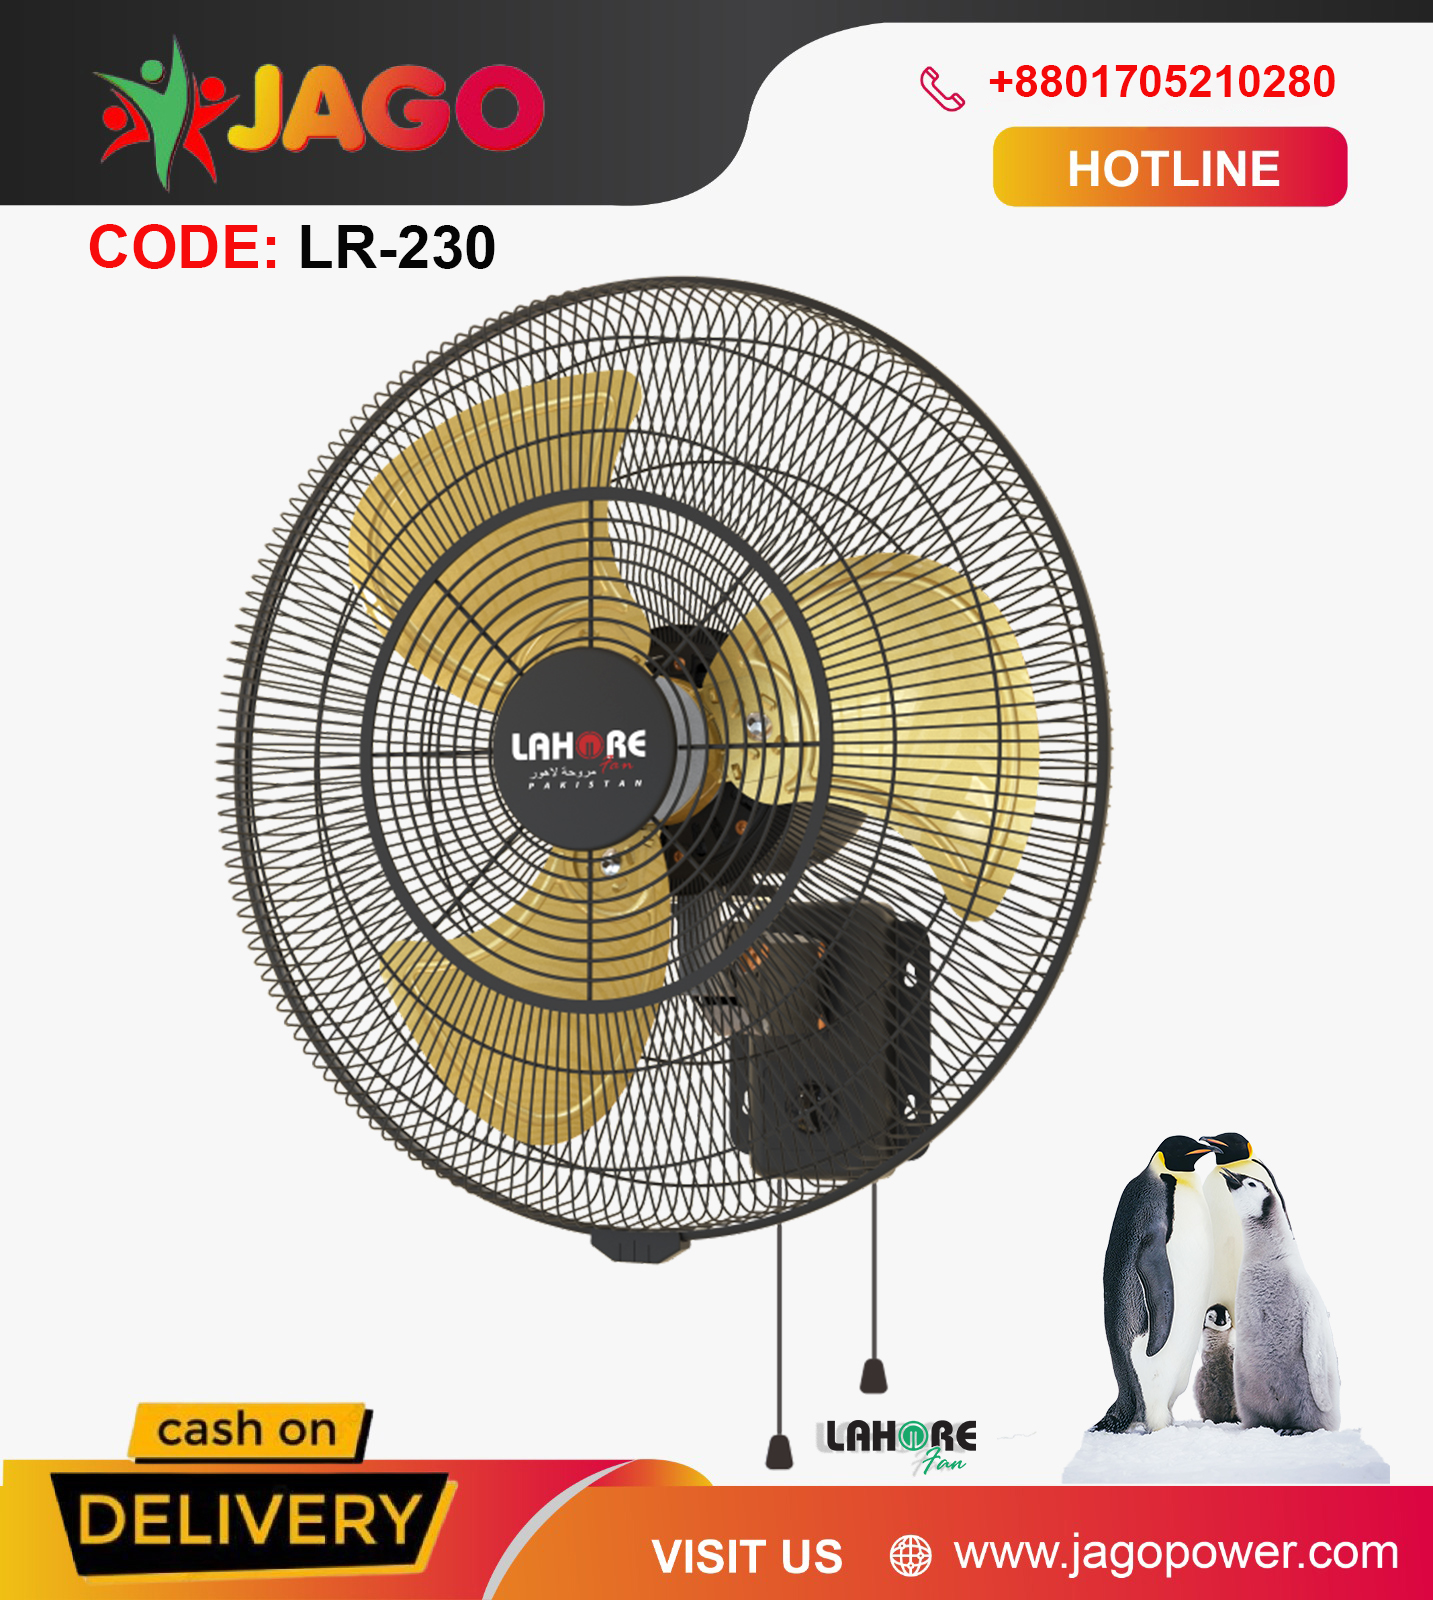 JAGO
+8801705210280
HOTLINE
CODE: LR-230
LAHORE
Fan
مروحة لاهور
PAKISTAN
LAHORE
Fan
cash on
DELIVERY
VISIT US
www.jagopower.com